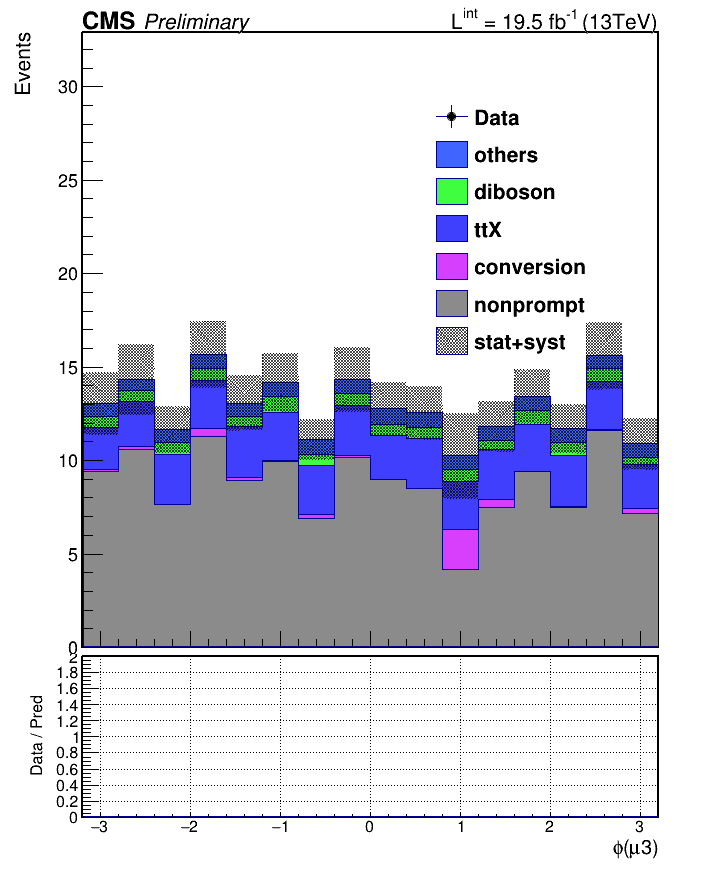 CMS Preliminary L^int = 19.5 fb^-1 (13TeV)
Events
30
25
20
15
10
5
0
Data
others
diboson
ttX
conversion
nonprompt
stat+syst
Data / Pred
2
1.8
1.6
1.4
1.2
1
0.8
0.6
0.4
0.2
0
−3 −2 −1 0 1 2 3
ϕ(μ3)